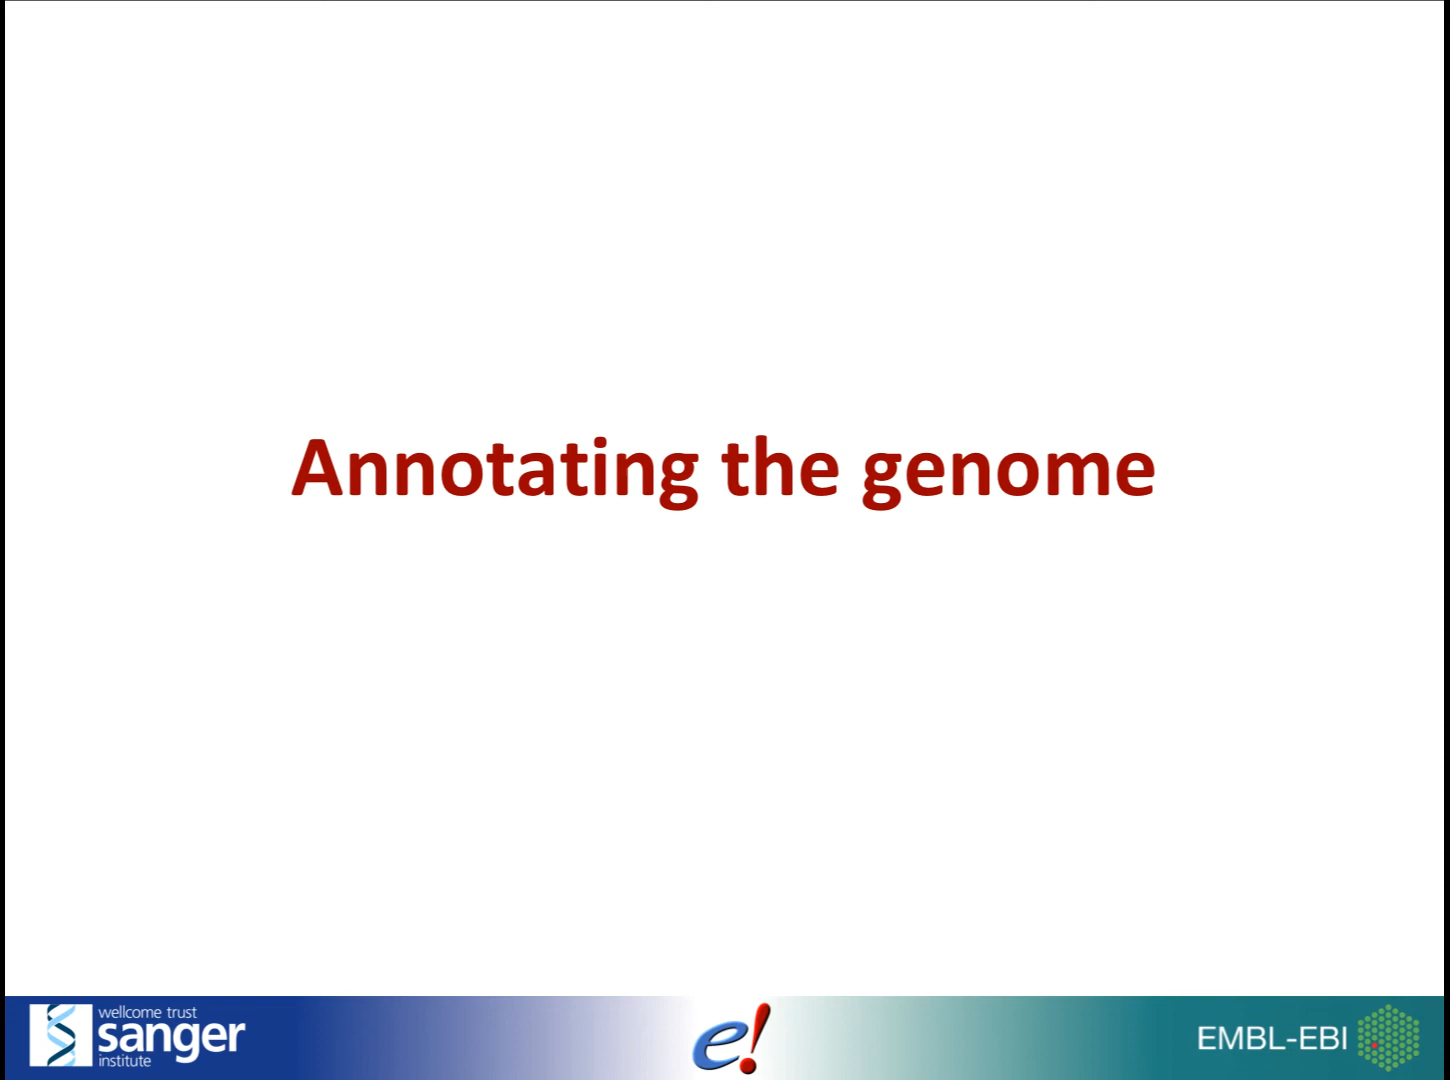 Annotating the genome
wellcome trust
sanger
institute
e!
EMBL-EBI